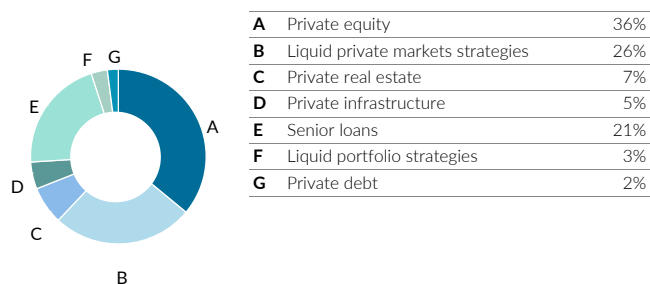 F G
E A
D
C
B
A Private equity 36%
B Liquid private markets strategies 26%
C Private real estate 7%
D Private infrastructure 5%
E Senior loans 21%
F Liquid portfolio strategies 3%
G Private debt 2%